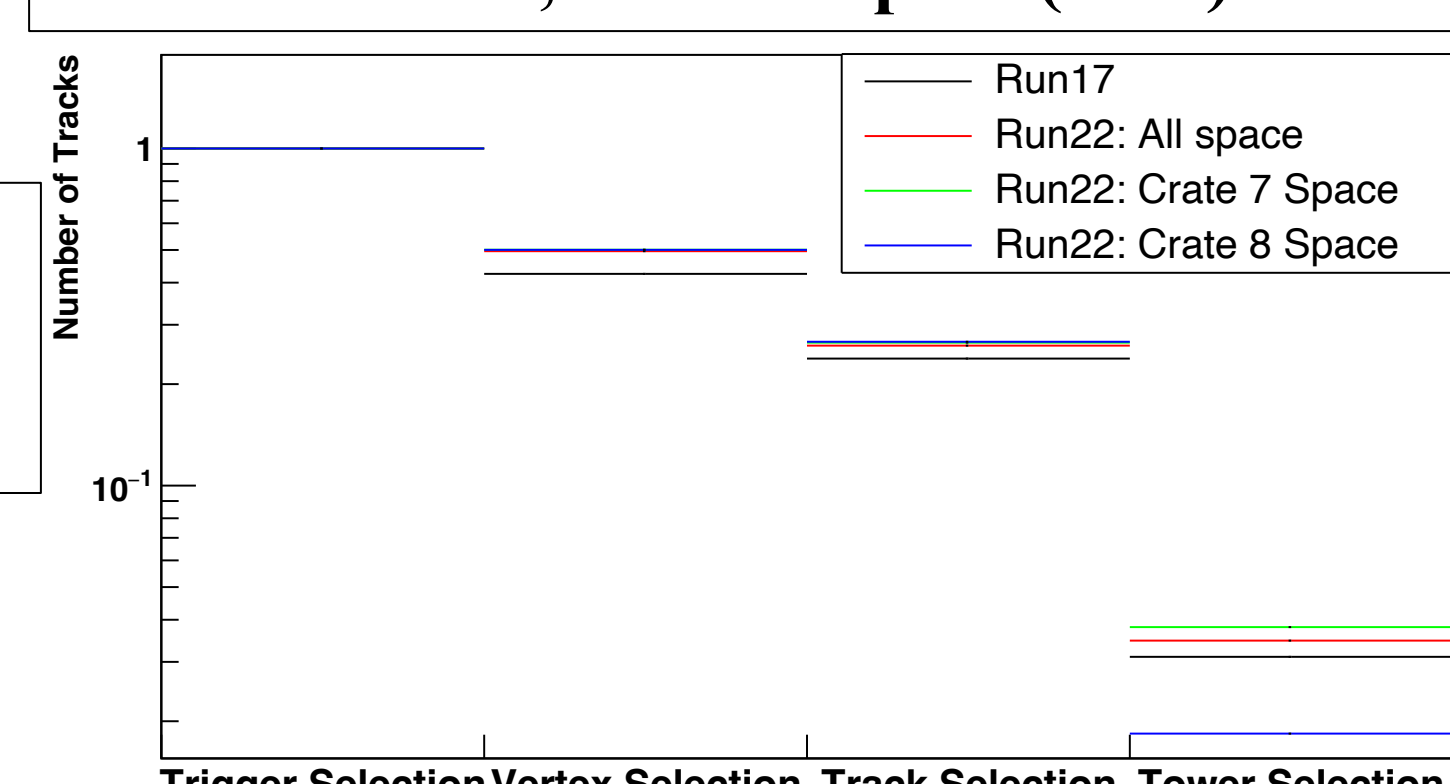 Number of Tracks
Run17
Run22: All space
Run22: Crate 7 Space
Run22: Crate 8 Space
1
10⁻¹
Trigger Selection Vertex Selection Track Selection Tower Selection